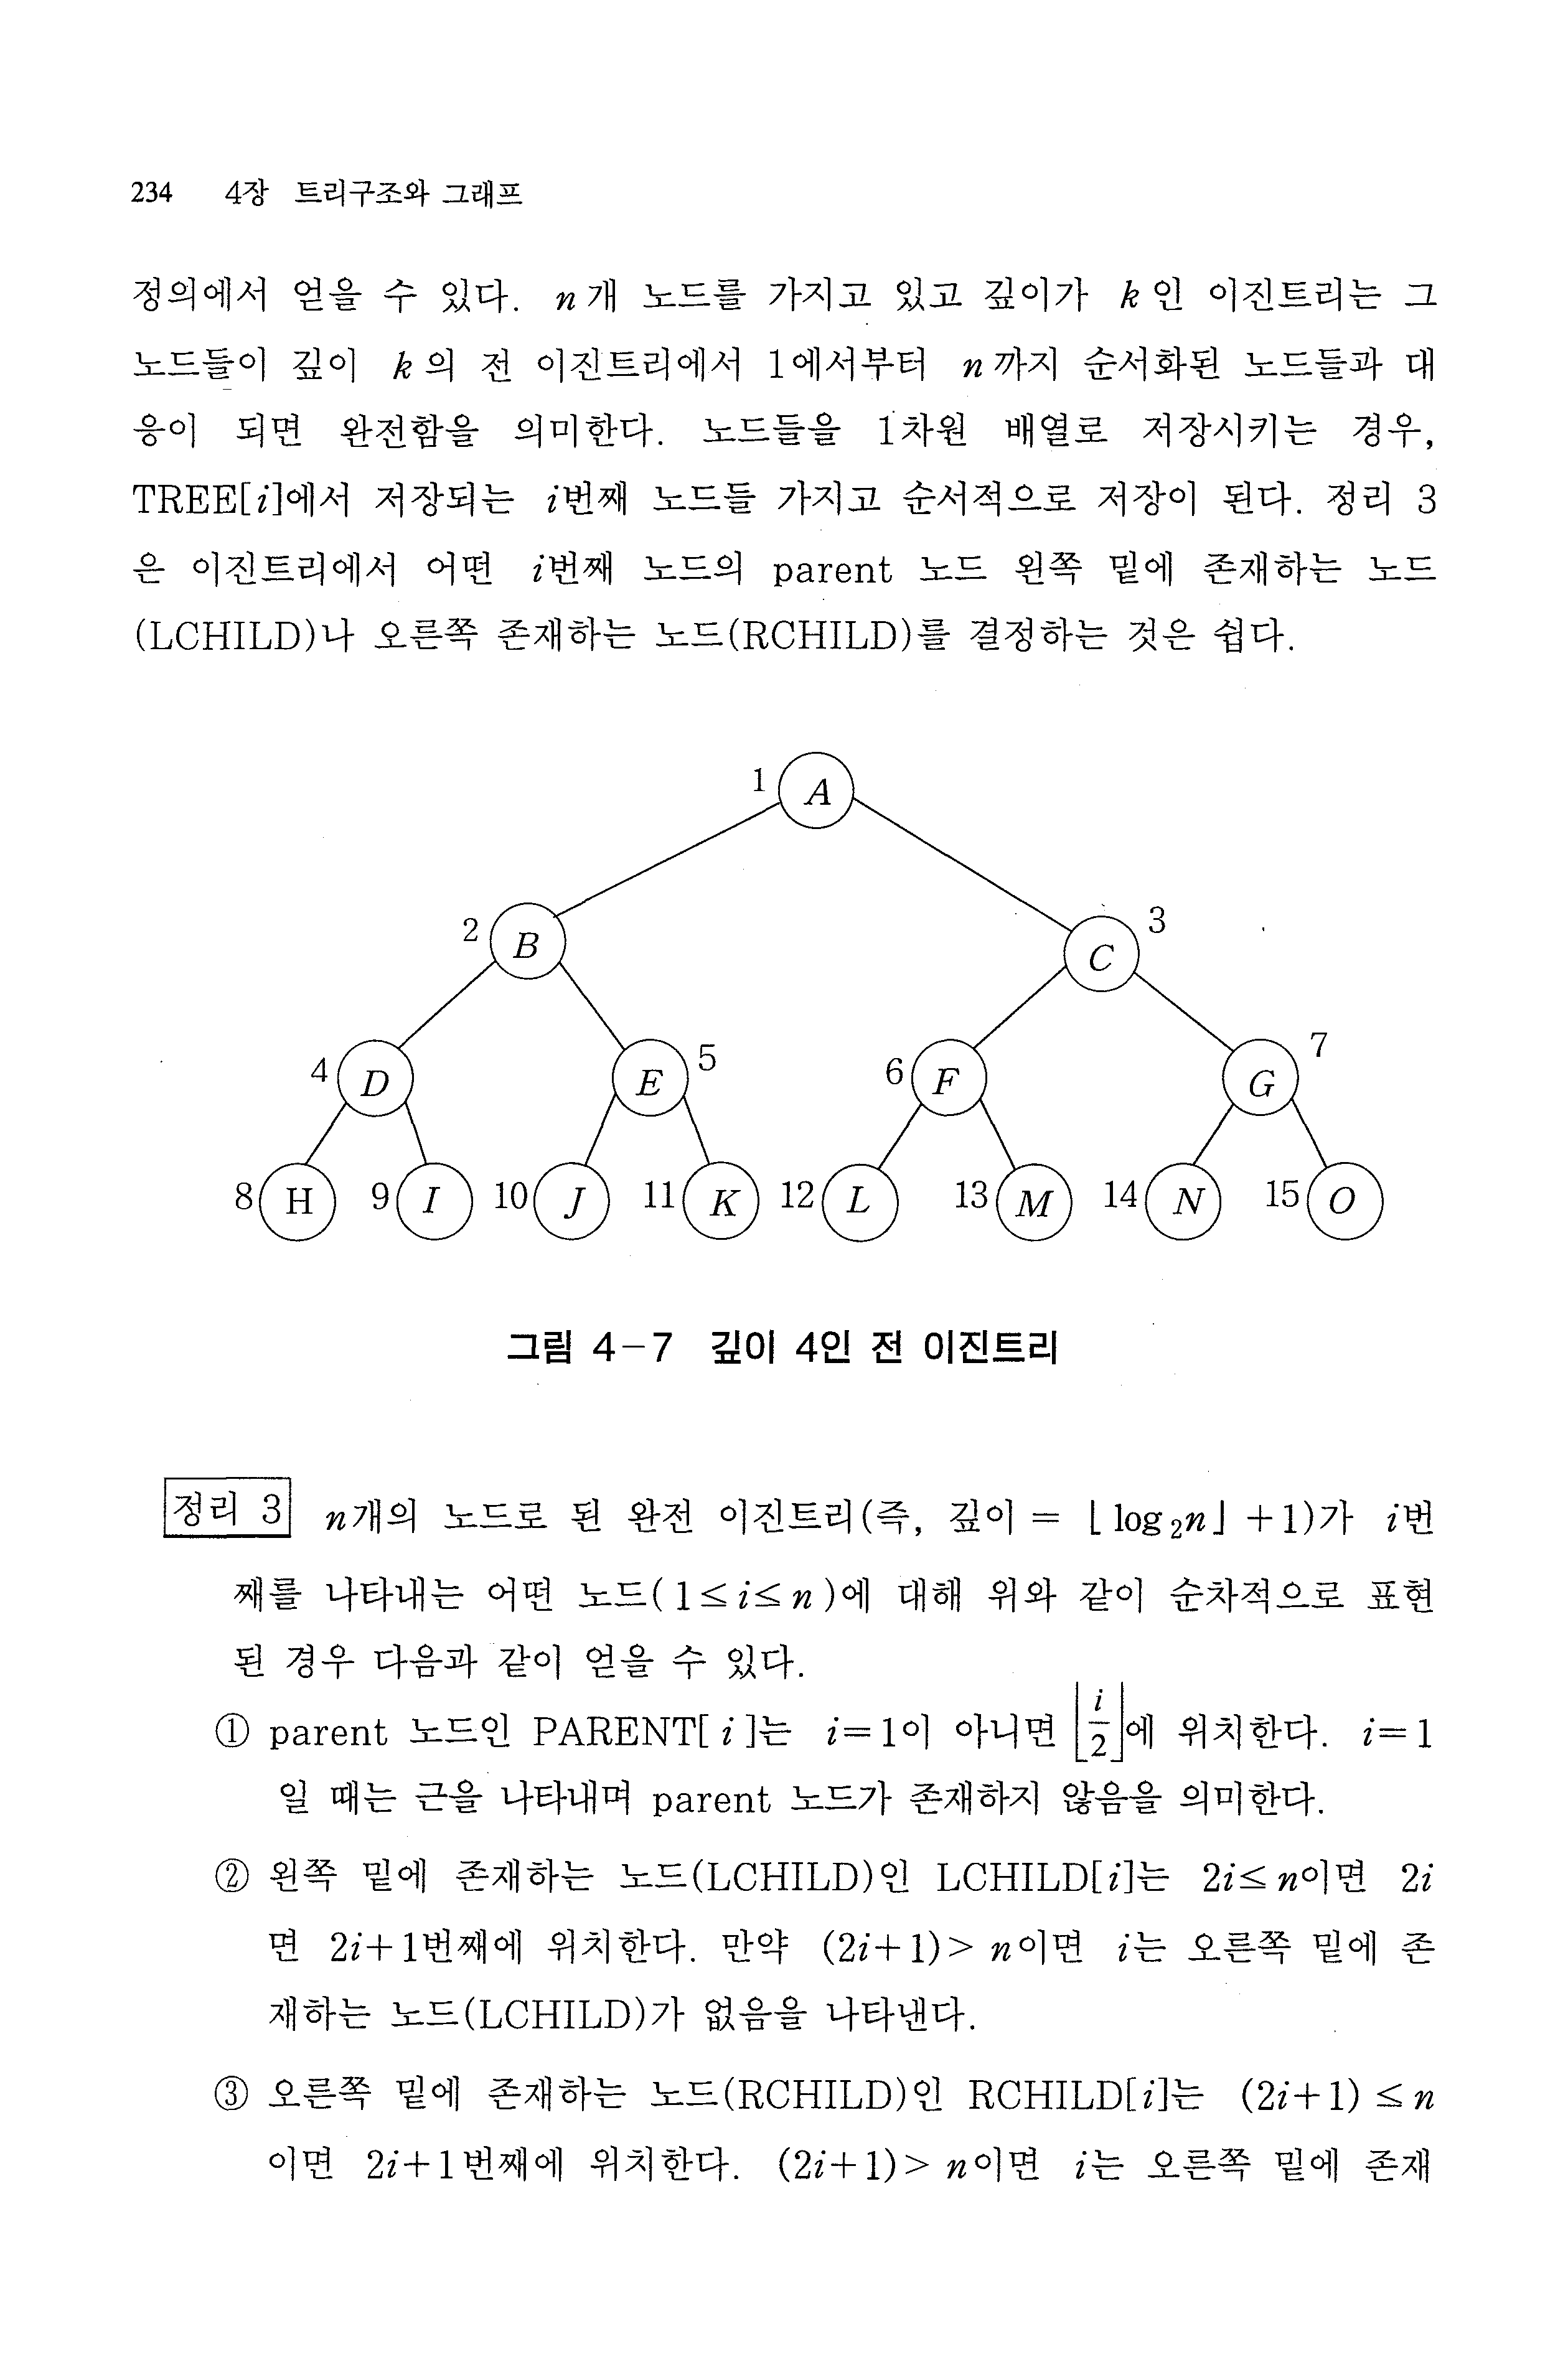 234 4장 트리구조와 그래프
정의에서 얻을 수 있다. n개 노드를 가지고 있고 깊이가 k인 이진트리는 그
노드들이 깊이 k의 전 이진트리에서 1에서부터 n까지 순서화된 노드들과 대
응이 되면 완전함을 의미한다. 노드들을 1차원 배열로 저장시키는 경우,
TREE[i]에서 저장되는 i번째 노드들 가지고 순서적으로 저장이 된다. 정리 3
은 이진트리에서 어떤 i번째 노드의 parent 노드 왼쪽 밑에 존재하는 노드
(LCHILD)나 오른쪽 존재하는 노드(RCHILD)를 결정하는 것은 쉽다.
1 A
2 B C 3
4 D E 5 6 F G 7
8 H 9 I 10 J 11 K 12 L 13 M 14 N 15 O
그림 4-7 깊이 4인 전 이진트리
정리 3 n개의 노드로 된 완전 이진트리(즉, 깊이 = ⌊log₂n⌋ +1)가 i번
째를 나타내는 어떤 노드(1≤i≤n)에 대해 위와 같이 순차적으로 표현
된 경우 다음과 같이 얻을 수 있다.
① parent 노드인 PARENT[i]는 i=1이 아니면 ⌊i/2⌋에 위치한다. i=1
일 때는 근을 나타내며 parent 노드가 존재하지 않음을 의미한다.
② 왼쪽 밑에 존재하는 노드(LCHILD)인 LCHILD[i]는 2i≤n이면 2i
면 2i+1번째에 위치한다. 만약 (2i+1)>n이면 i는 오른쪽 밑에 존
재하는 노드(LCHILD)가 없음을 나타낸다.
③ 오른쪽 밑에 존재하는 노드(RCHILD)인 RCHILD[i]는 (2i+1)≤n
이면 2i+1번째에 위치한다. (2i+1)>n이면 i는 오른쪽 밑에 존재